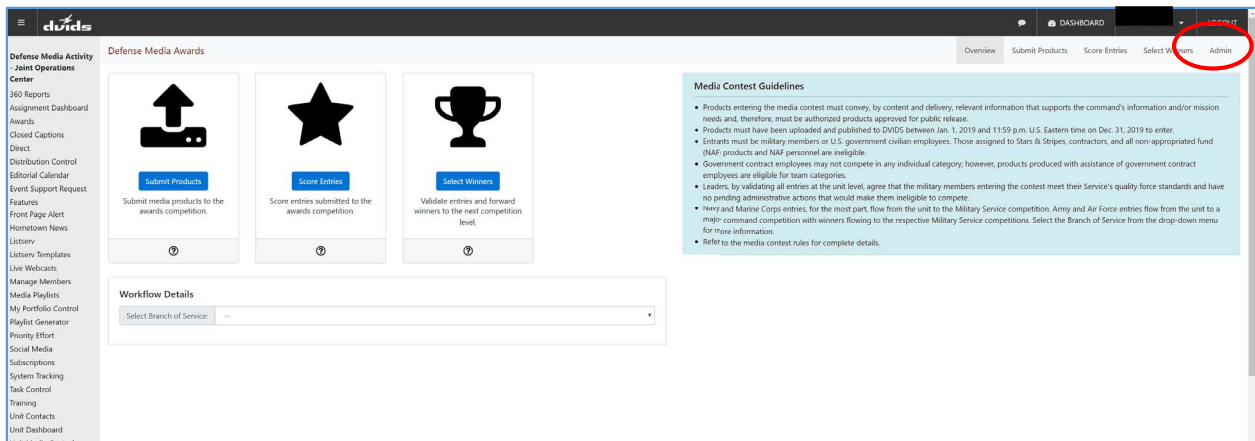 ≡ dvids
DASHBOARD
LOGOUT
Defense Media Activity
- Joint Operations
Center
360 Reports
Assignment Dashboard
Awards
Closed Captions
Direct
Distribution Control
Editorial Calendar
Event Support Request
Features
Front Page Alert
Hometown News
Listserv
Listserv Templates
Live Webcasts
Manage Members
Media Playlists
My Portfolio Control
Playlist Generator
Priority Effort
Social Media
Subscriptions
System Tracking
Task Control
Training
Unit Contacts
Unit Dashboard
Defense Media Awards
Overview Submit Products Score Entries Select Winners Admin
Submit Products
Submit media products to the
awards competition.
Score Entries
Score entries submitted to the
awards competition.
Select Winners
Validate entries and forward
winners to the next competition
level.
Media Contest Guidelines
• Products entering the media contest must convey, by content and delivery, relevant information that supports the command's information and/or mission
needs and, therefore, must be authorized products approved for public release.
• Products must have been uploaded and published to DVIDS between Jan. 1, 2019 and 11:59 p.m. U.S. Eastern time on Dec. 31, 2019 to enter.
• Entrants must be military members or U.S. government civilian employees. Those assigned to Stars & Stripes, contractors, and all non-appropriated fund
(NAF) products and NAF personnel are ineligible.
• Government contract employees may not compete in any individual category; however, products produced with assistance of government contract
employees are eligible for team categories.
• Leaders, by validating all entries at the unit level, agree that the military members entering the contest meet their Service's quality force standards and have
no pending administrative actions that would make them ineligible to compete.
• Navy and Marine Corps entries, for the most part, flow from the unit to the Military Service competition. Army and Air Force entries flow from the unit to a
major command competition with winners flowing to the respective Military Service competitions. Select the Branch of Service from the drop-down menu
for more information.
• Refer to the media contest rules for complete details.
Workflow Details
Select Branch of Service: --